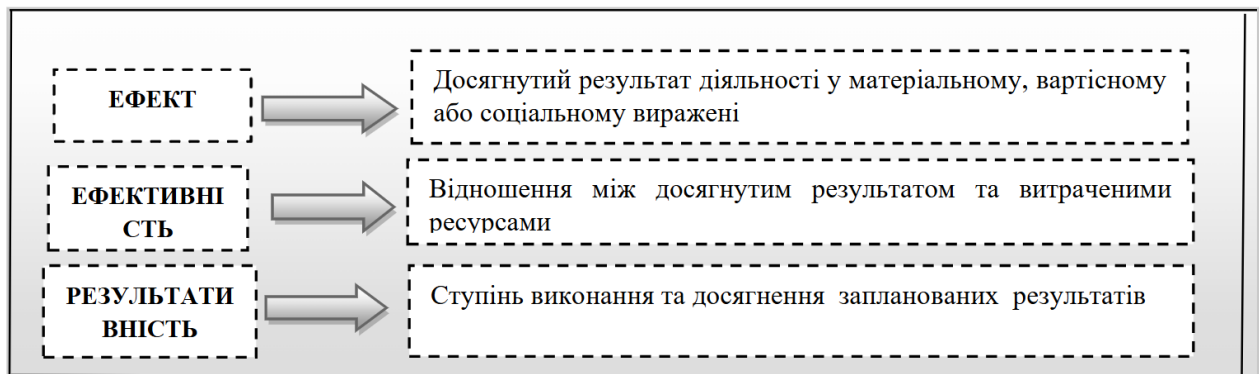 ЕФЕКТ
Досягнутий результат діяльності у матеріальному, вартісному
або соціальному виражені
ЕФЕКТИВНІ
СТЬ
Відношення між досягнутим результатом та витраченими
ресурсами
РЕЗУЛЬТАТИ
ВНІСТЬ
Ступінь виконання та досягнення запланованих результатів